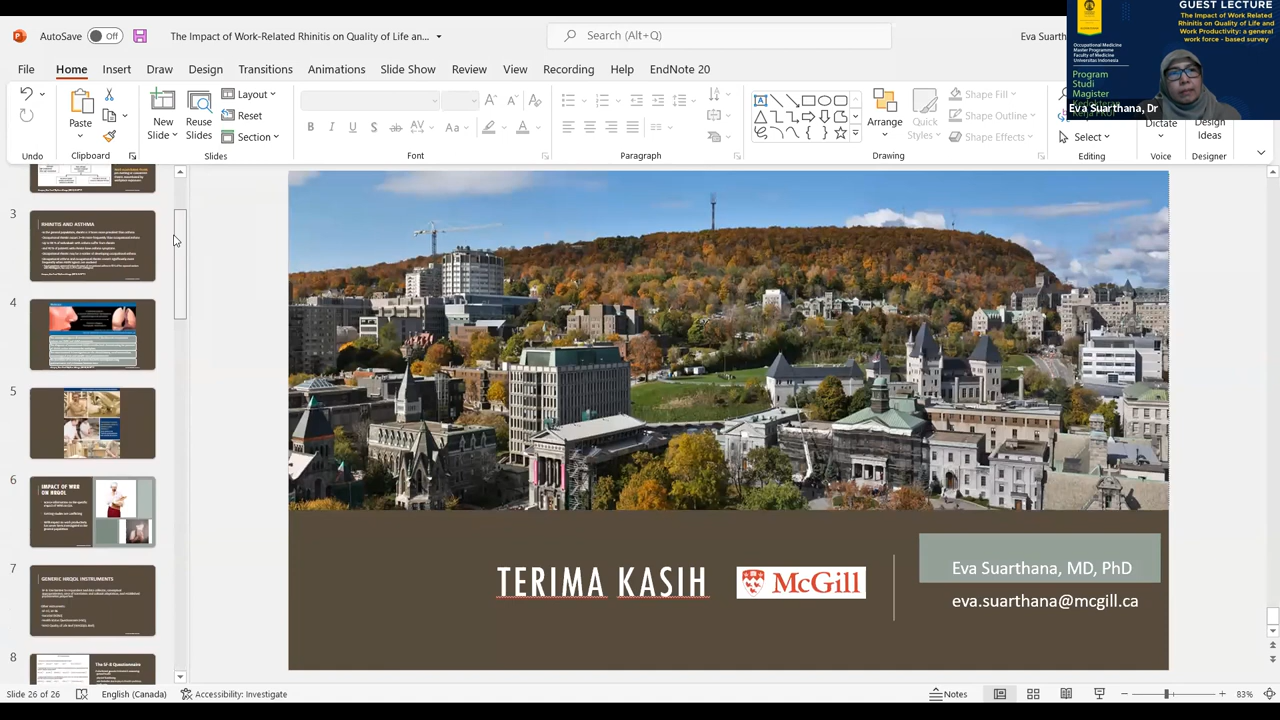 AutoSave
Off
The Impact of Work-Related Rhinitis on Quality of Life and Wo...
Search (Alt+Q)
Eva Suarth
File
Home
Insert
Draw
Design
Transitions
Animations
Slide Show
Review
View
Recording
Help
EndNote 20
Paste
New
Slide
Reuse
Slides
Layout
Reset
Section
Arrange
Quick
Styles
Shape Fill
Shape Outline
Shape Effects
Select
Dictate
Design
Ideas
Undo
Clipboard
Slides
Font
Paragraph
Drawing
Editing
Voice
Designer
GUEST LECTURE
The Impact of Work Related
Rhinitis on Quality of Life and
Work Productivity: a general
work force - based survey
Occupational Medicine
Master Programme
Faculty of Medicine
Universitas Indonesia
Program
Studi
Magister
Eva Suarthana, Dr
3
RHINITIS AND ASTHMA
4
5
6
IMPACT OF WRR
ON HRQOL
7
GENERIC HRQOL INSTRUMENTS
8
The SF-8 Questionnaire
TERIMA KASIH
McGill
Eva Suarthana, MD, PhD
eva.suarthana@mcgill.ca
Slide 26 of 26
English (Canada)
Accessibility: Investigate
Notes
83%